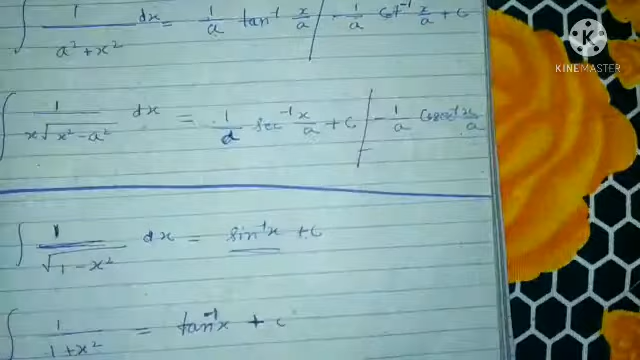 ∫ 1/(a²+x²) dx = 1/a tan⁻¹ x/a / -1/a Cot⁻¹ x/a + C
∫ 1/(x√(x²-a²)) dx = 1/a sec⁻¹ x/a + C / -1/a Cosec⁻¹ x/a
∫ 1/√(1-x²) dx = sin⁻¹x + C
∫ 1/(1+x²) = tan⁻¹x + C
KINEMASTER